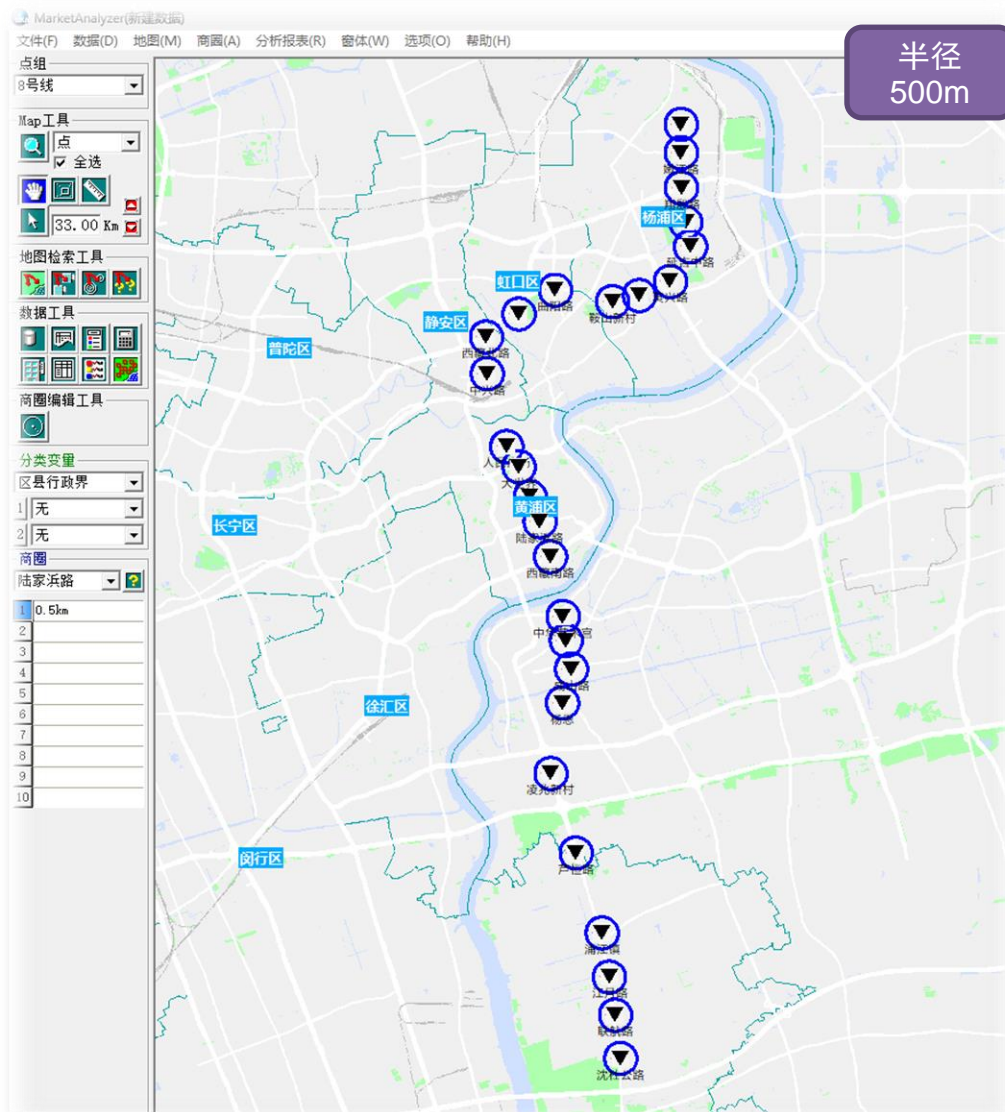 MarketAnalyzer(新建数据)
文件(F) 数据(D) 地图(M) 商圈(A) 分析报表(R) 窗体(W) 选项(O) 帮助(H)
半径
500m
点组
8号线
Map工具
点
全选
33.00 Km
地图检索工具
数据工具
商圈编辑工具
分类变量
区县行政界
1 无
2 无
商圈
陆家浜路
1 0.5km
2
3
4
5
6
7
8
9
10
杨浦区
延吉中路
黄兴路
虹口区
曲阳路
鞍山新村
静安区
西藏北路
普陀区
中兴路
黄浦区
长宁区
陆家浜路
西藏南路
徐汇区
杨思
凌兆新村
闵行区
芦恒路
浦江镇
江月路
联航路
沈杜公路